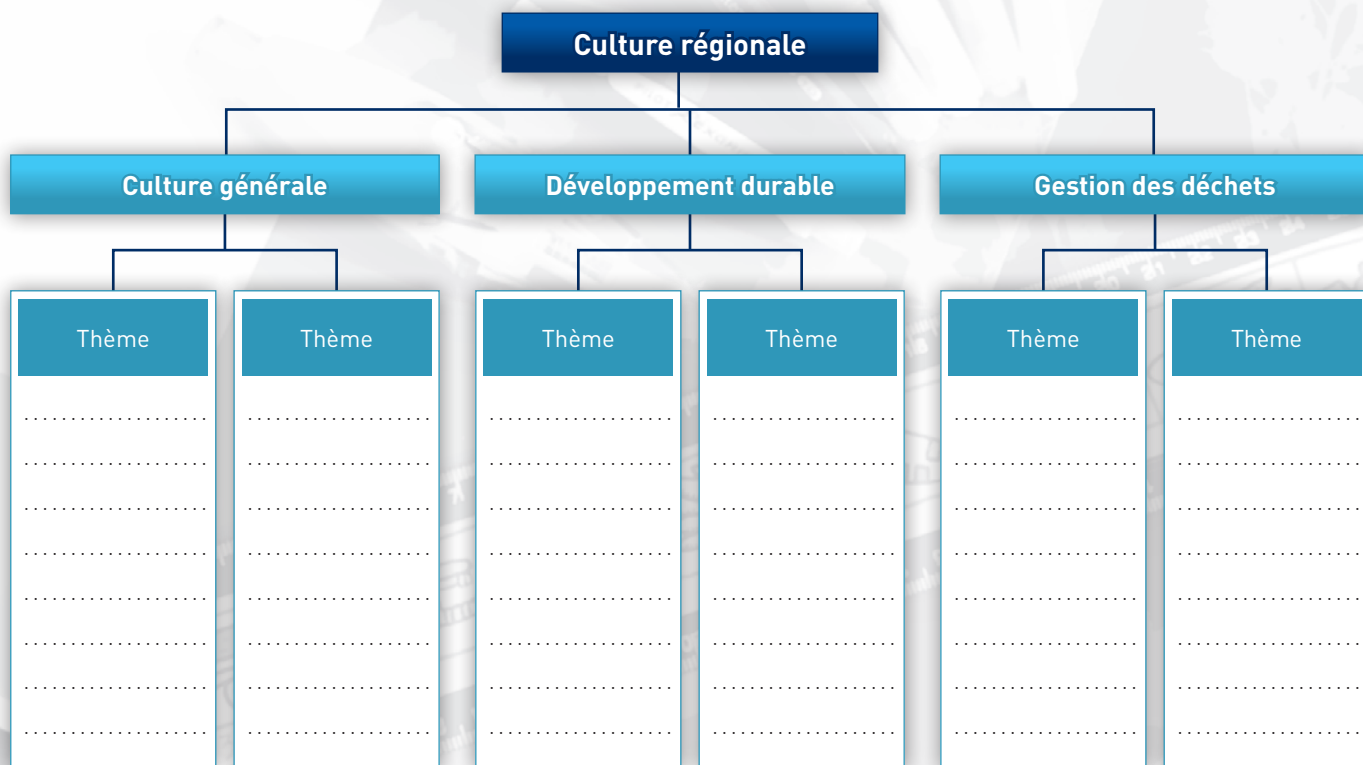 Culture régionale
Culture générale
Développement durable
Gestion des déchets
Thème
Thème
Thème
Thème
Thème
Thème